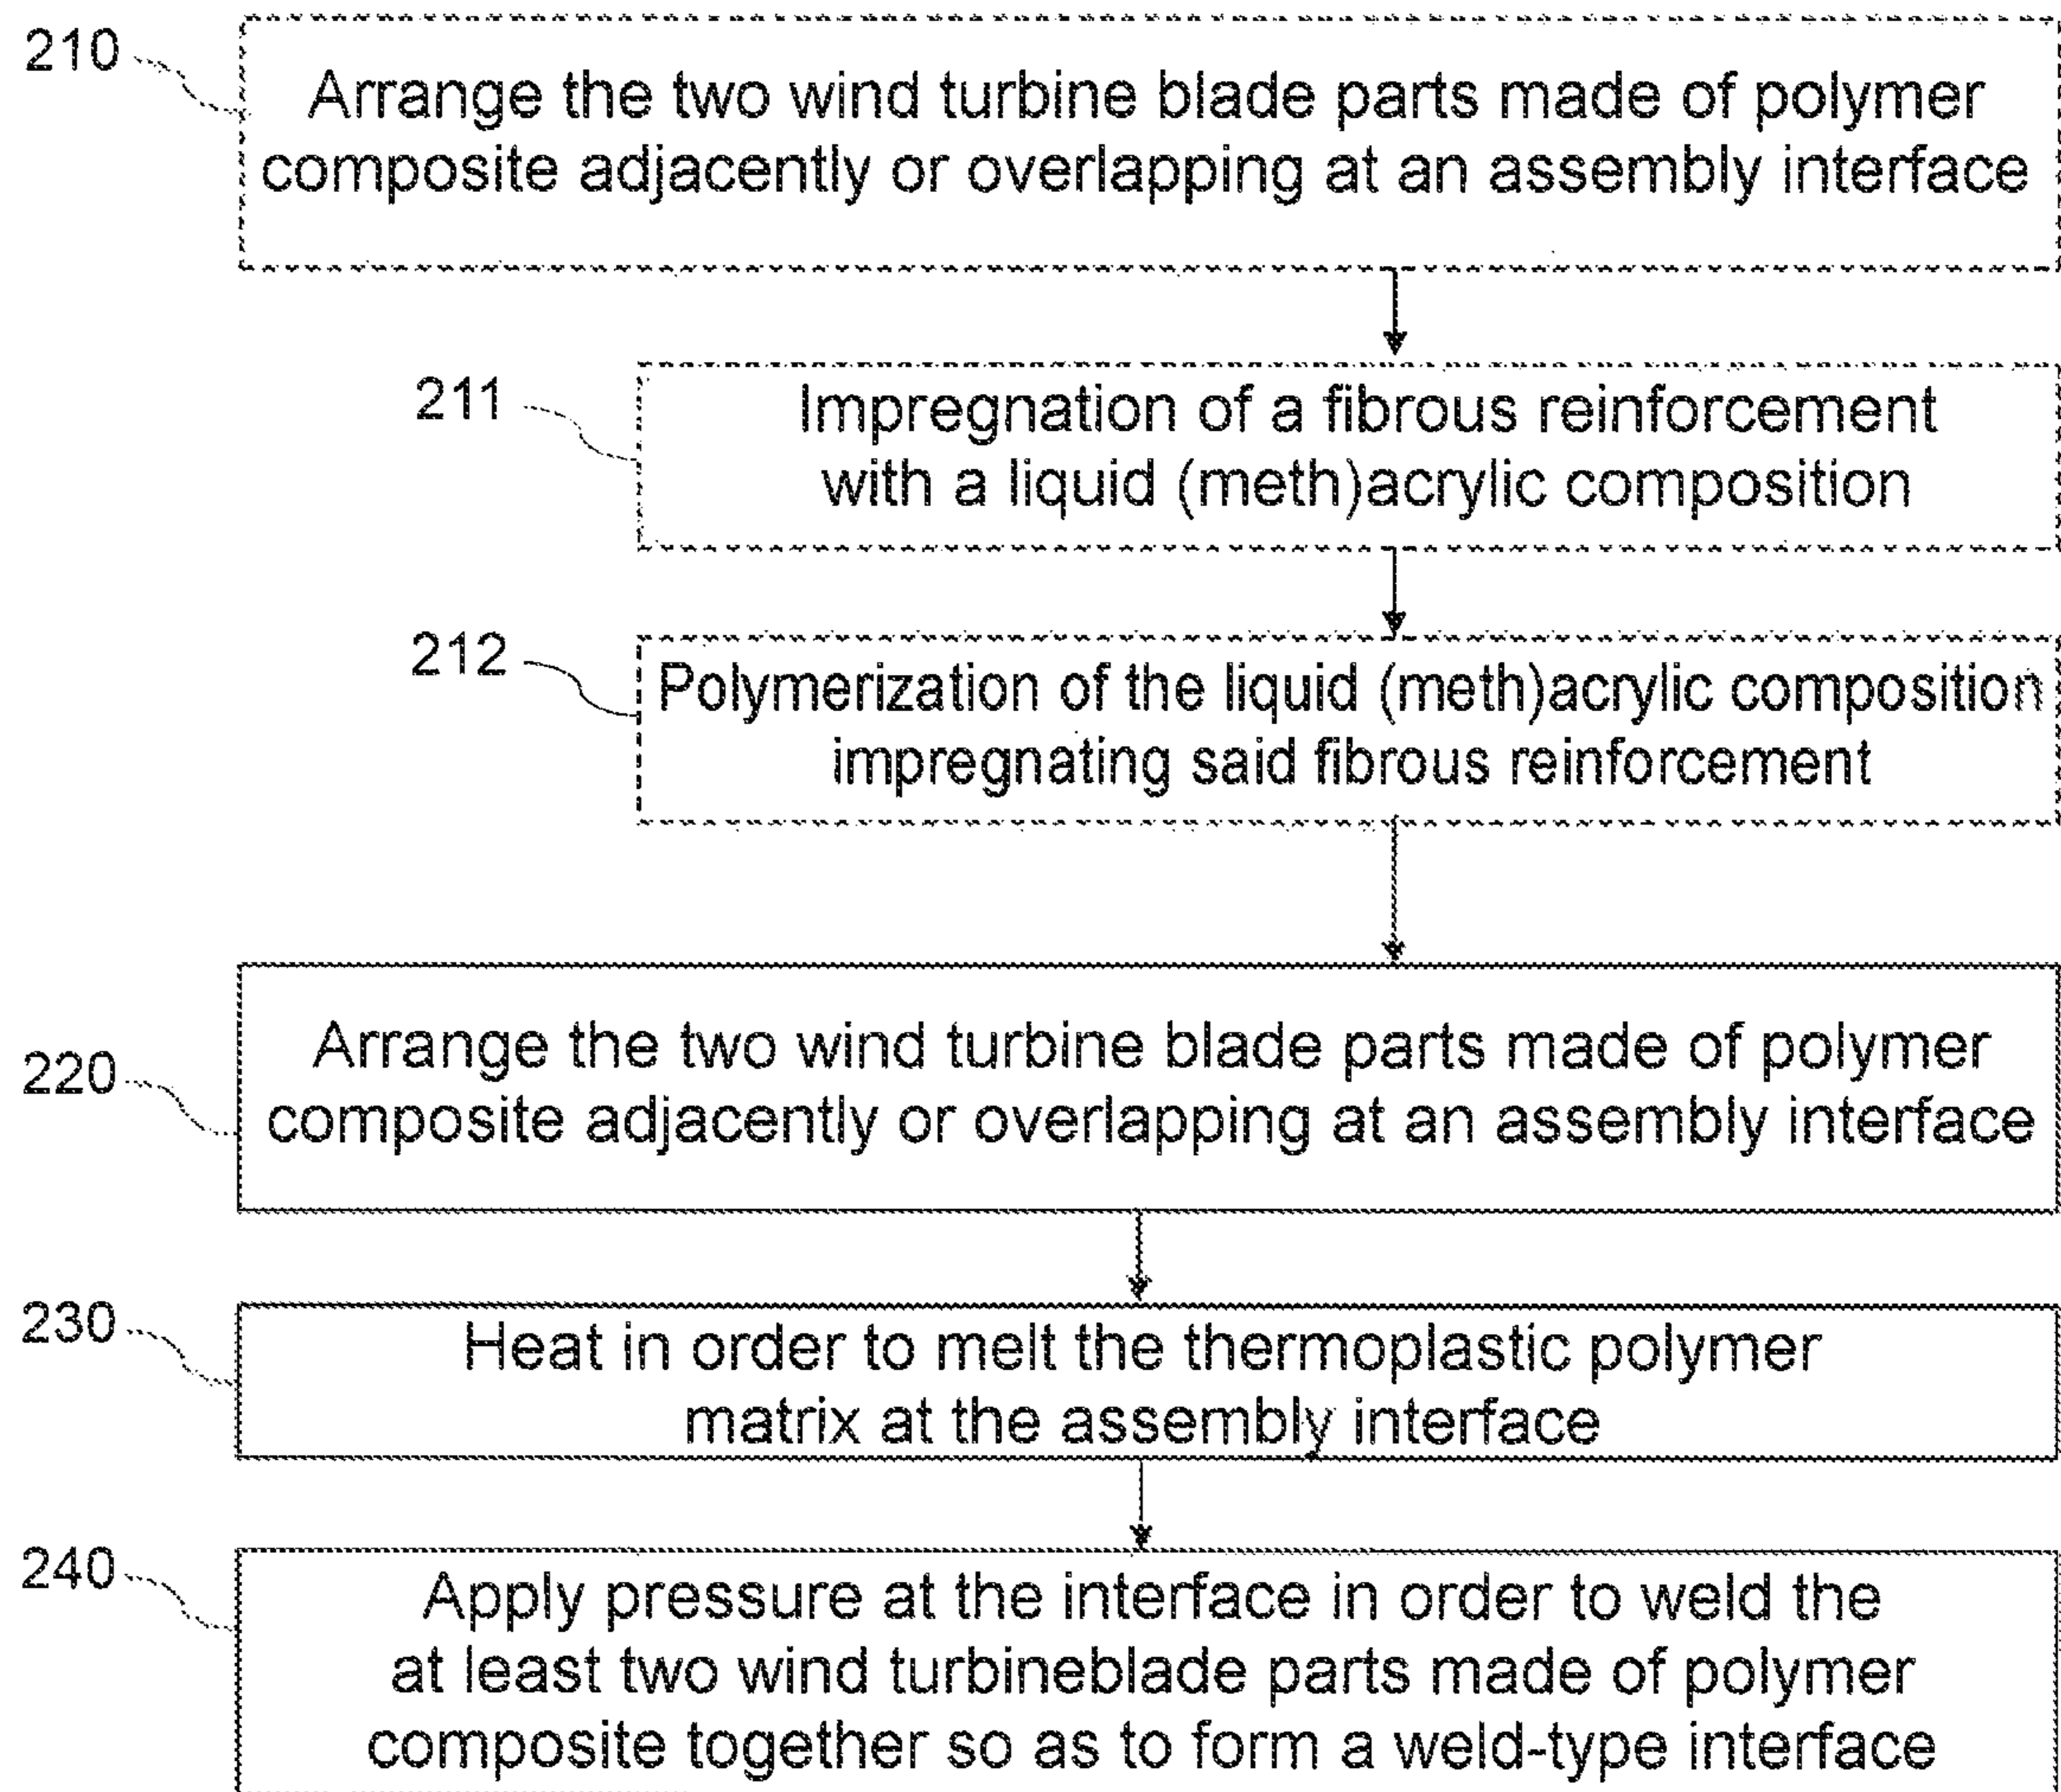 210
Arrange the two wind turbine blade parts made of polymer
composite adjacently or overlapping at an assembly interface
211
Impregnation of a fibrous reinforcement
with a liquid (meth)acrylic composition
212
Polymerization of the liquid (meth)acrylic composition
impregnating said fibrous reinforcement
220
Arrange the two wind turbine blade parts made of polymer
composite adjacently or overlapping at an assembly interface
230
Heat in order to melt the thermoplastic polymer
matrix at the assembly interface
240
Apply pressure at the interface in order to weld the
at least two wind turbineblade parts made of polymer
composite together so as to form a weld-type interface